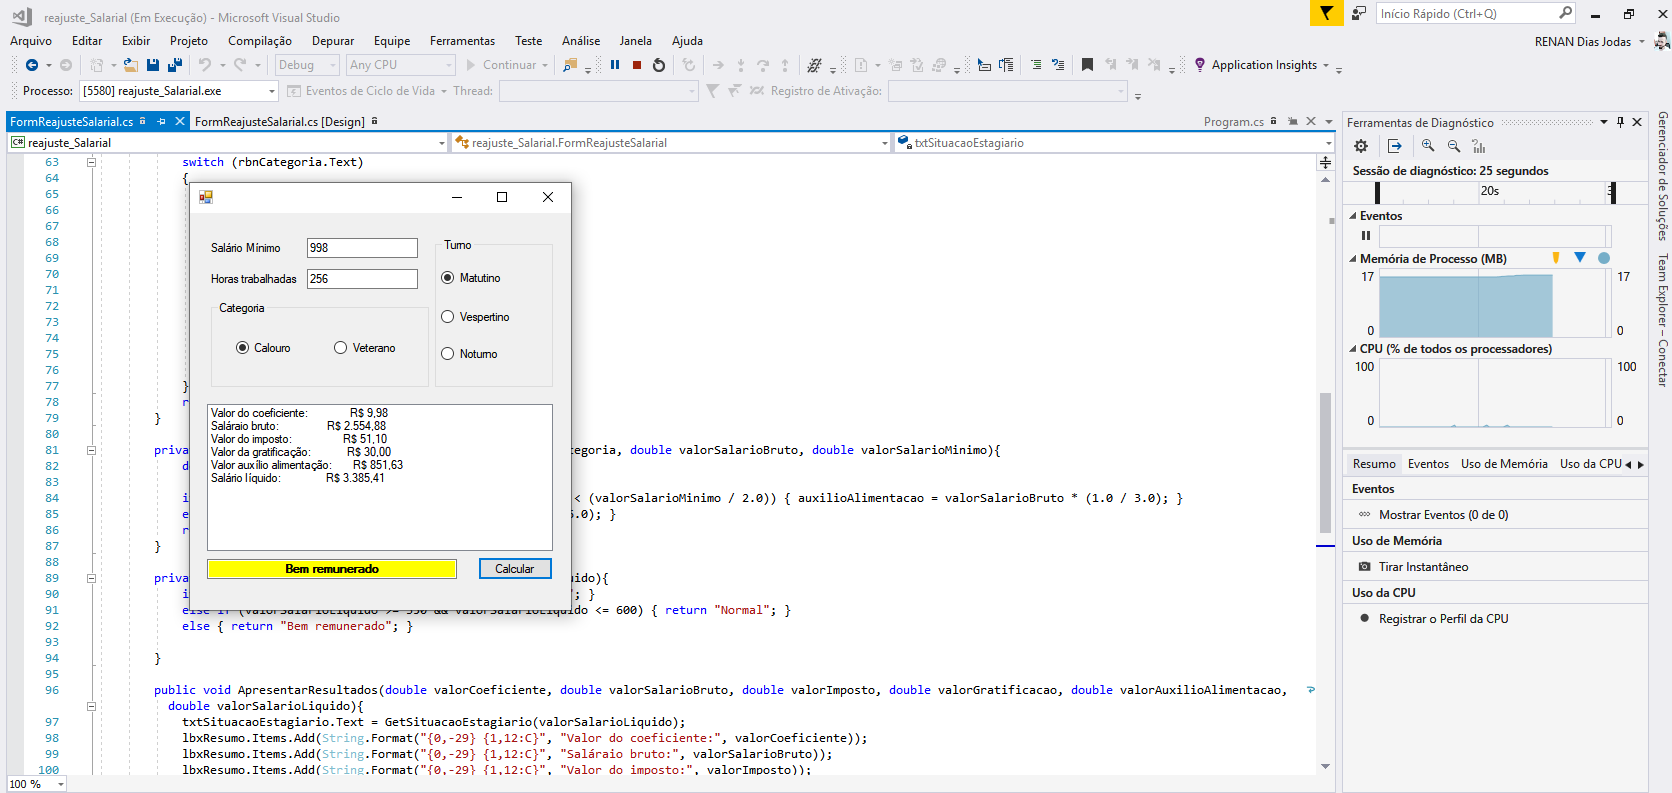 reajuste_Salarial (Em Execução) - Microsoft Visual Studio
Início Rápido (Ctrl+Q)
Arquivo Editar Exibir Projeto Compilação Depurar Equipe Ferramentas Teste Análise Janela Ajuda
RENAN Dias Jodas
Debug Any CPU Continuar Application Insights
Processo: [5580] reajuste_Salarial.exe Eventos de Ciclo de Vida Thread: Registro de Ativação:
FormReajusteSalarial.cs FormReajusteSalarial.cs [Design] Program.cs
C# reajuste_Salarial reajuste_Salarial.FormReajusteSalarial txtSituacaoEstagiario
63 switch (rbnCategoria.Text)
64 {
65
66
67
68
69
70
71
72
73
74
75
76
77 }
78 r
79 }
80
81 priva tegoria, double valorSalarioBruto, double valorSalarioMinimo){
82 d
83
84 i < (valorSalarioMinimo / 2.0)) { auxilioAlimentacao = valorSalarioBruto * (1.0 / 3.0); }
85 e .0); }
86 r
87 }
88
89 priva ido){
90 i "; }
91 else if (valorSalarioLiquido >= 350 && valorSalarioLiquido <= 600) { return "Normal"; }
92 else { return "Bem remunerado"; }
93
94 }
95
96 public void ApresentarResultados(double valorCoeficiente, double valorSalarioBruto, double valorImposto, double valorGratificacao, double valorAuxilioAlimentacao,
double valorSalarioLiquido){
97 txtSituacaoEstagiario.Text = GetSituacaoEstagiario(valorSalarioLiquido);
98 lbxResumo.Items.Add(String.Format("{0,-29} {1,12:C}", "Valor do coeficiente:", valorCoeficiente));
99 lbxResumo.Items.Add(String.Format("{0,-29} {1,12:C}", "Saláraio bruto:", valorSalarioBruto));
100 lbxResumo.Items.Add(String.Format("{0,-29} {1,12:C}", "Valor do imposto:", valorImposto));
100 %
Salário Mínimo 998
Horas trabalhadas 256
Categoria
Calouro Veterano
Turno
Matutino
Vespertino
Noturno
Valor do coeficiente: R$ 9,98
Saláraio bruto: R$ 2.554,88
Valor do imposto: R$ 51,10
Valor da gratificação: R$ 30,00
Valor auxílio alimentação: R$ 851,63
Salário líquido: R$ 3.385,41
Bem remunerado Calcular
Ferramentas de Diagnóstico
Sessão de diagnóstico: 25 segundos
20s
Eventos
Memória de Processo (MB)
17 17
0 0
CPU (% de todos os processadores)
100 100
0 0
Resumo Eventos Uso de Memória Uso da CPU
Eventos
Mostrar Eventos (0 de 0)
Uso de Memória
Tirar Instantâneo
Uso da CPU
Registrar o Perfil da CPU
Gerenciador de Soluções
Team Explorer – Conectar